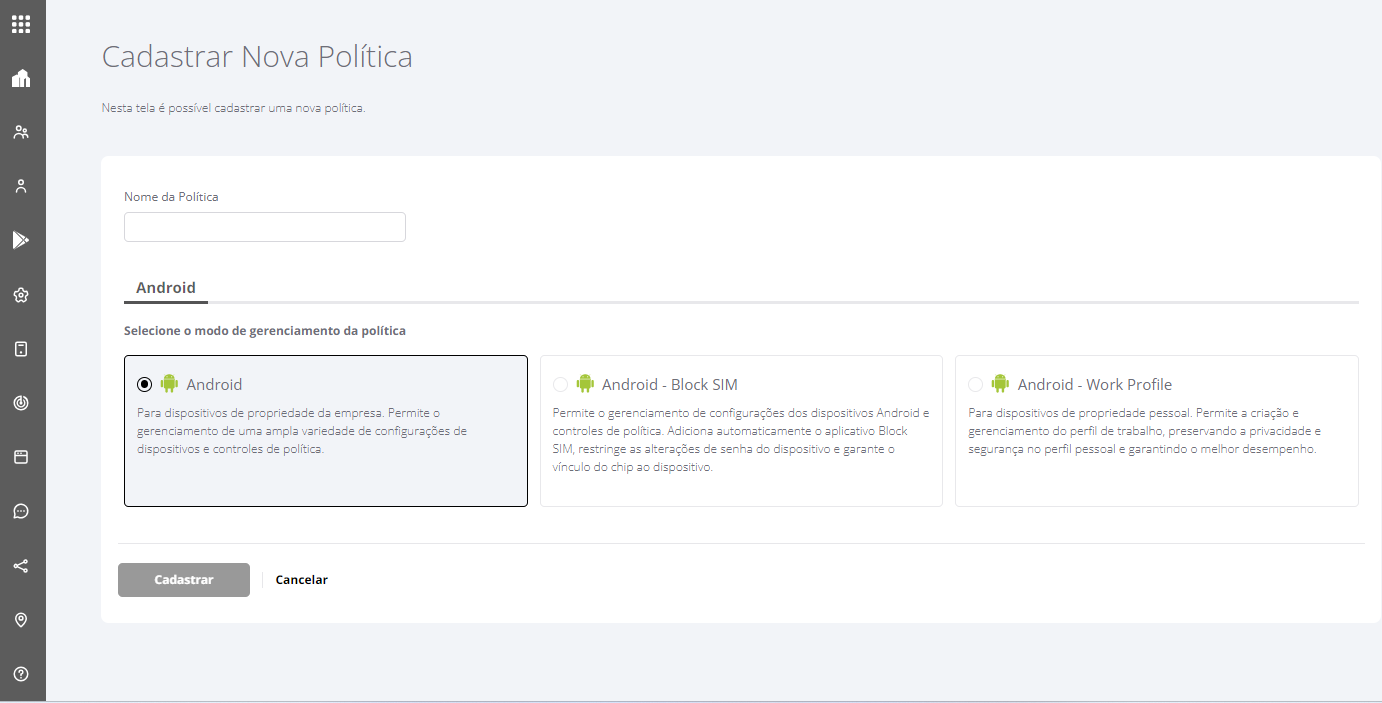 Cadastrar Nova Política
Nesta tela é possível cadastrar uma nova política.
Nome da Política
Android
Selecione o modo de gerenciamento da política
Android
Para dispositivos de propriedade da empresa. Permite o
gerenciamento de uma ampla variedade de configurações de
dispositivos e controles de política.
Android - Block SIM
Permite o gerenciamento de configurações dos dispositivos Android e
controles de política. Adiciona automaticamente o aplicativo Block
SIM, restringe as alterações de senha do dispositivo e garante o
vínculo do chip ao dispositivo.
Android - Work Profile
Para dispositivos de propriedade pessoal. Permite a criação e
gerenciamento do perfil de trabalho, preservando a privacidade e
segurança no perfil pessoal e garantindo o melhor desempenho.
Cadastrar
Cancelar